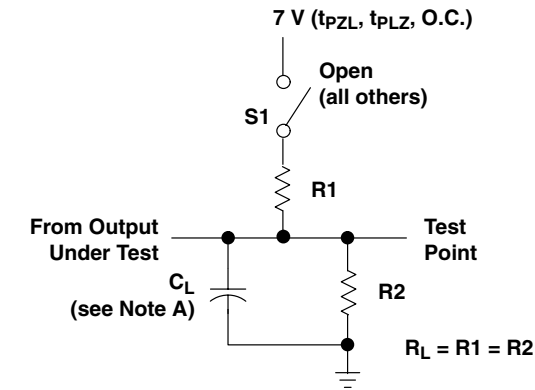 7 V (tPZL, tPLZ, O.C.)
Open
(all others)
S1
R1
From Output
Under Test
Test
Point
CL
(see Note A)
R2
RL = R1 = R2